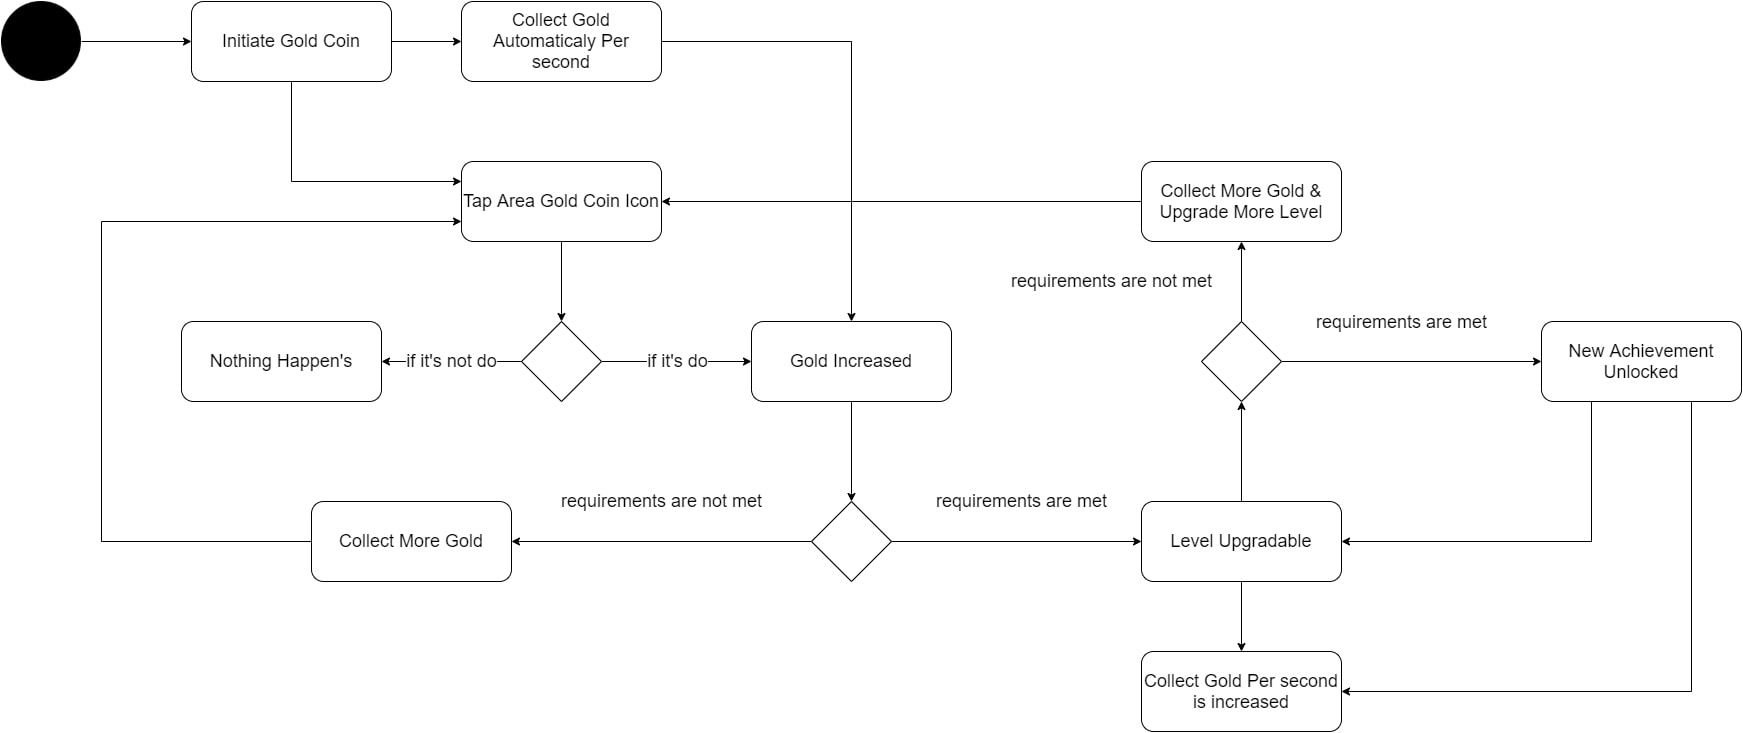 Initiate Gold Coin
Collect Gold
Automaticaly Per
second
Tap Area Gold Coin Icon
Collect More Gold &
Upgrade More Level
requirements are not met
requirements are met
Nothing Happen's
if it's not do
if it's do
Gold Increased
New Achievement
Unlocked
requirements are not met
requirements are met
Collect More Gold
Level Upgradable
Collect Gold Per second
is increased